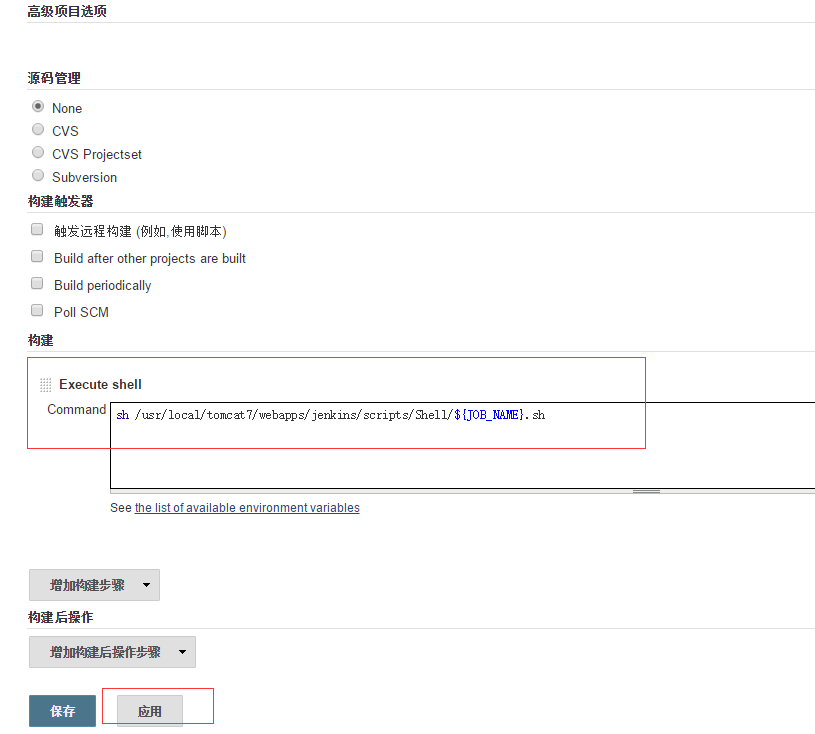 高级项目选项
源码管理
None
CVS
CVS Projectset
Subversion
构建触发器
触发远程构建 (例如,使用脚本)
Build after other projects are built
Build periodically
Poll SCM
构建
Execute shell
Command
sh /usr/local/tomcat7/webapps/jenkins/scripts/Shell/${JOB_NAME}.sh
See the list of available environment variables
增加构建步骤
构建后操作
增加构建后操作步骤
保存 应用